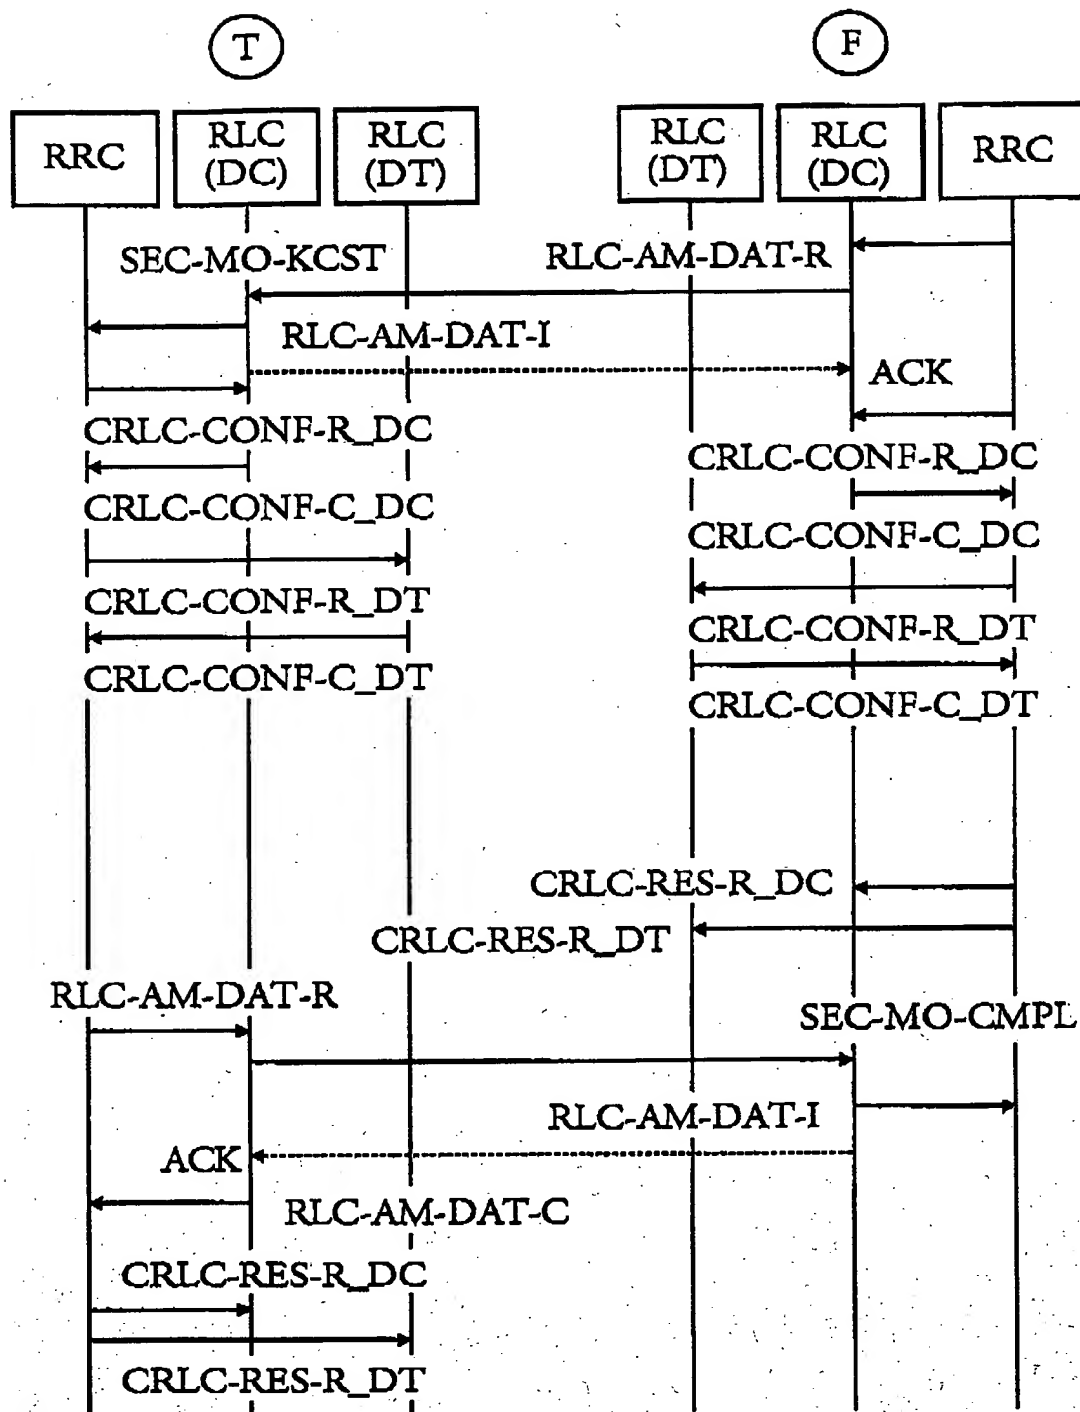 T
F
RRC
RLC
(DC)
RLC
(DT)
RLC
(DT)
RLC
(DC)
RRC
SEC-MO-KCST
RLC-AM-DAT-R
RLC-AM-DAT-I
ACK
CRLC-CONF-R_DC
CRLC-CONF-R_DC
CRLC-CONF-C_DC
CRLC-CONF-C_DC
CRLC-CONF-R_DT
CRLC-CONF-R_DT
CRLC-CONF-C_DT
CRLC-CONF-C_DT
CRLC-RES-R_DC
CRLC-RES-R_DT
RLC-AM-DAT-R
SEC-MO-CMPL
RLC-AM-DAT-I
ACK
RLC-AM-DAT-C
CRLC-RES-R_DC
CRLC-RES-R_DT